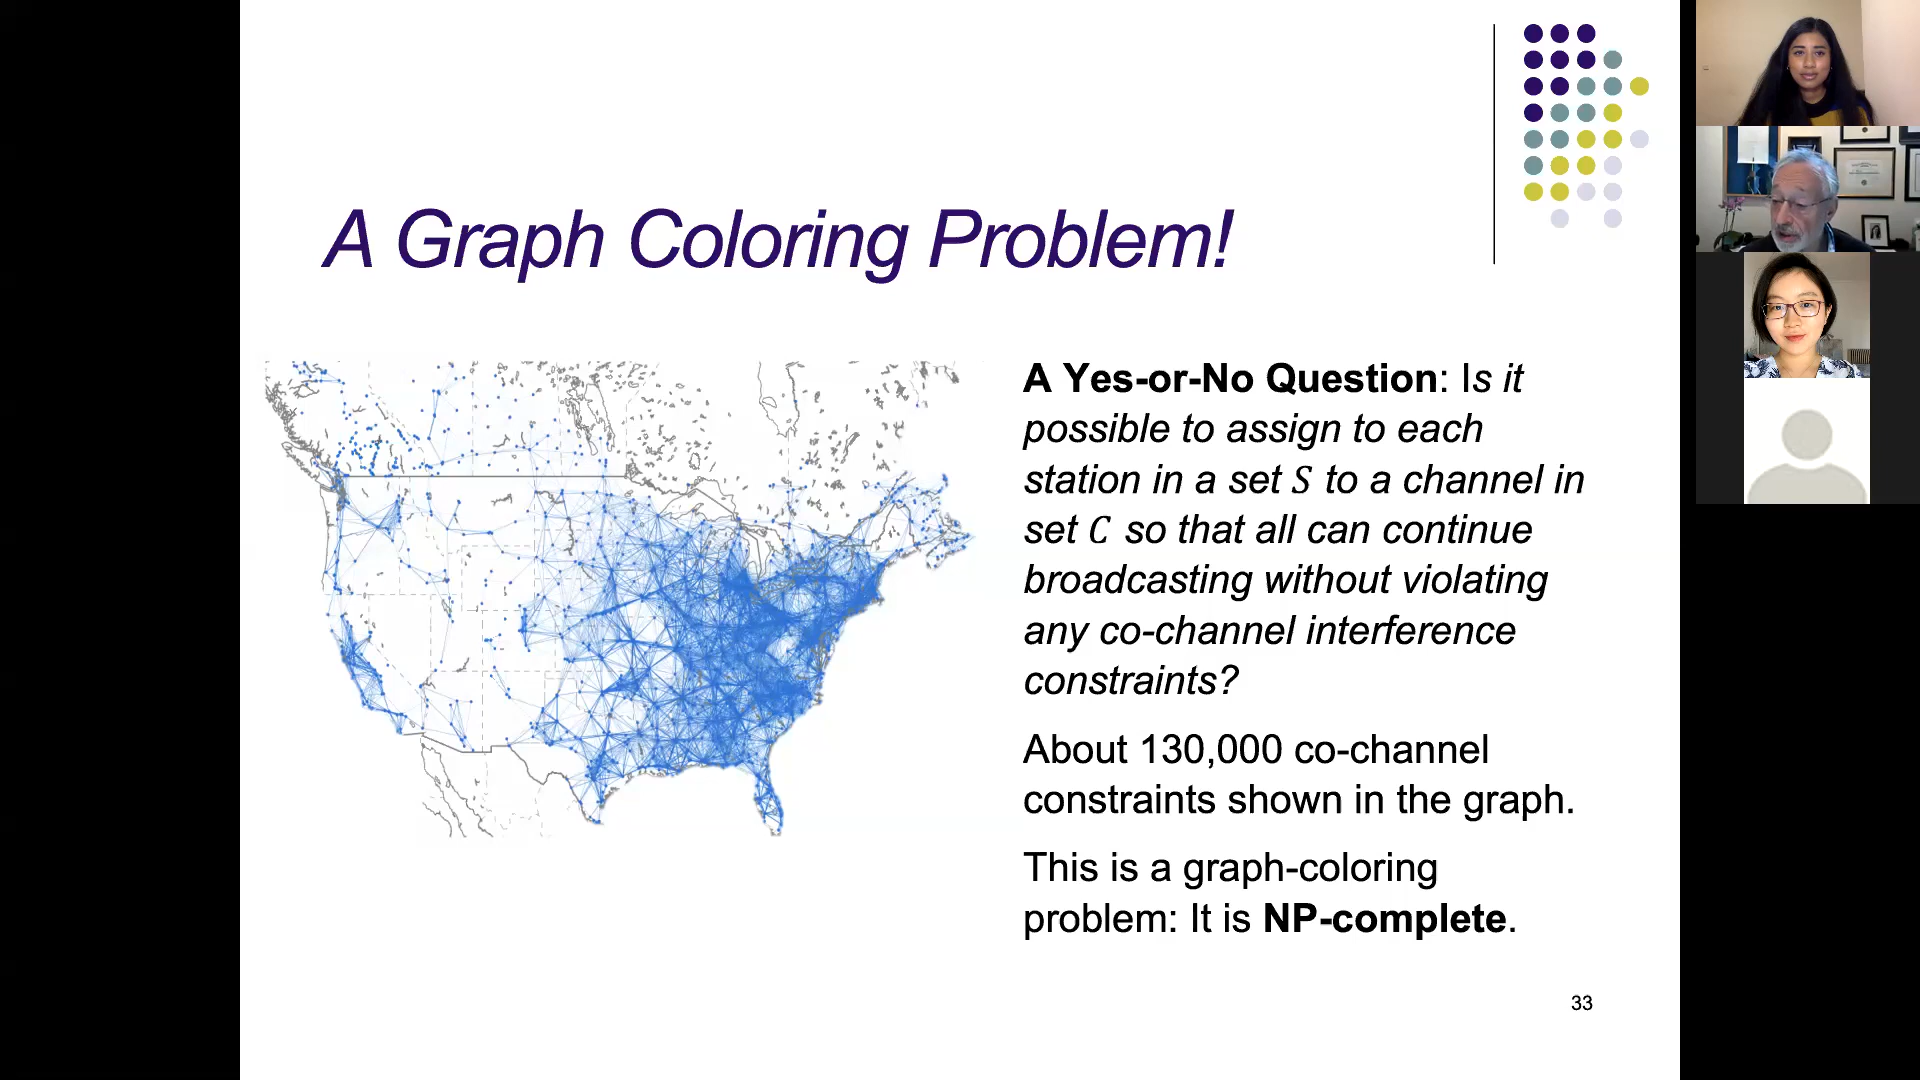 A Graph Coloring Problem!
A Yes-or-No Question: Is it
possible to assign to each
station in a set S to a channel in
set C so that all can continue
broadcasting without violating
any co-channel interference
constraints?
About 130,000 co-channel
constraints shown in the graph.
This is a graph-coloring
problem: It is NP-complete.
33